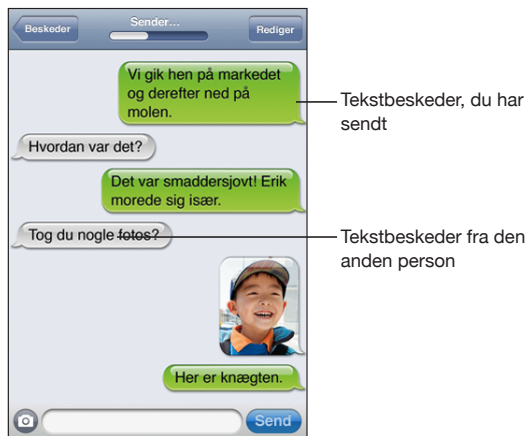 Beskeder
Sender...
Rediger
Vi gik hen på markedet
og derefter ned på
molen.
Tekstbeskeder, du har
sendt
Hvordan var det?
Det var smaddersjovt! Erik
morede sig især.
Tog du nogle fotos?
Tekstbeskeder fra den
anden person
Her er knægten.
Send